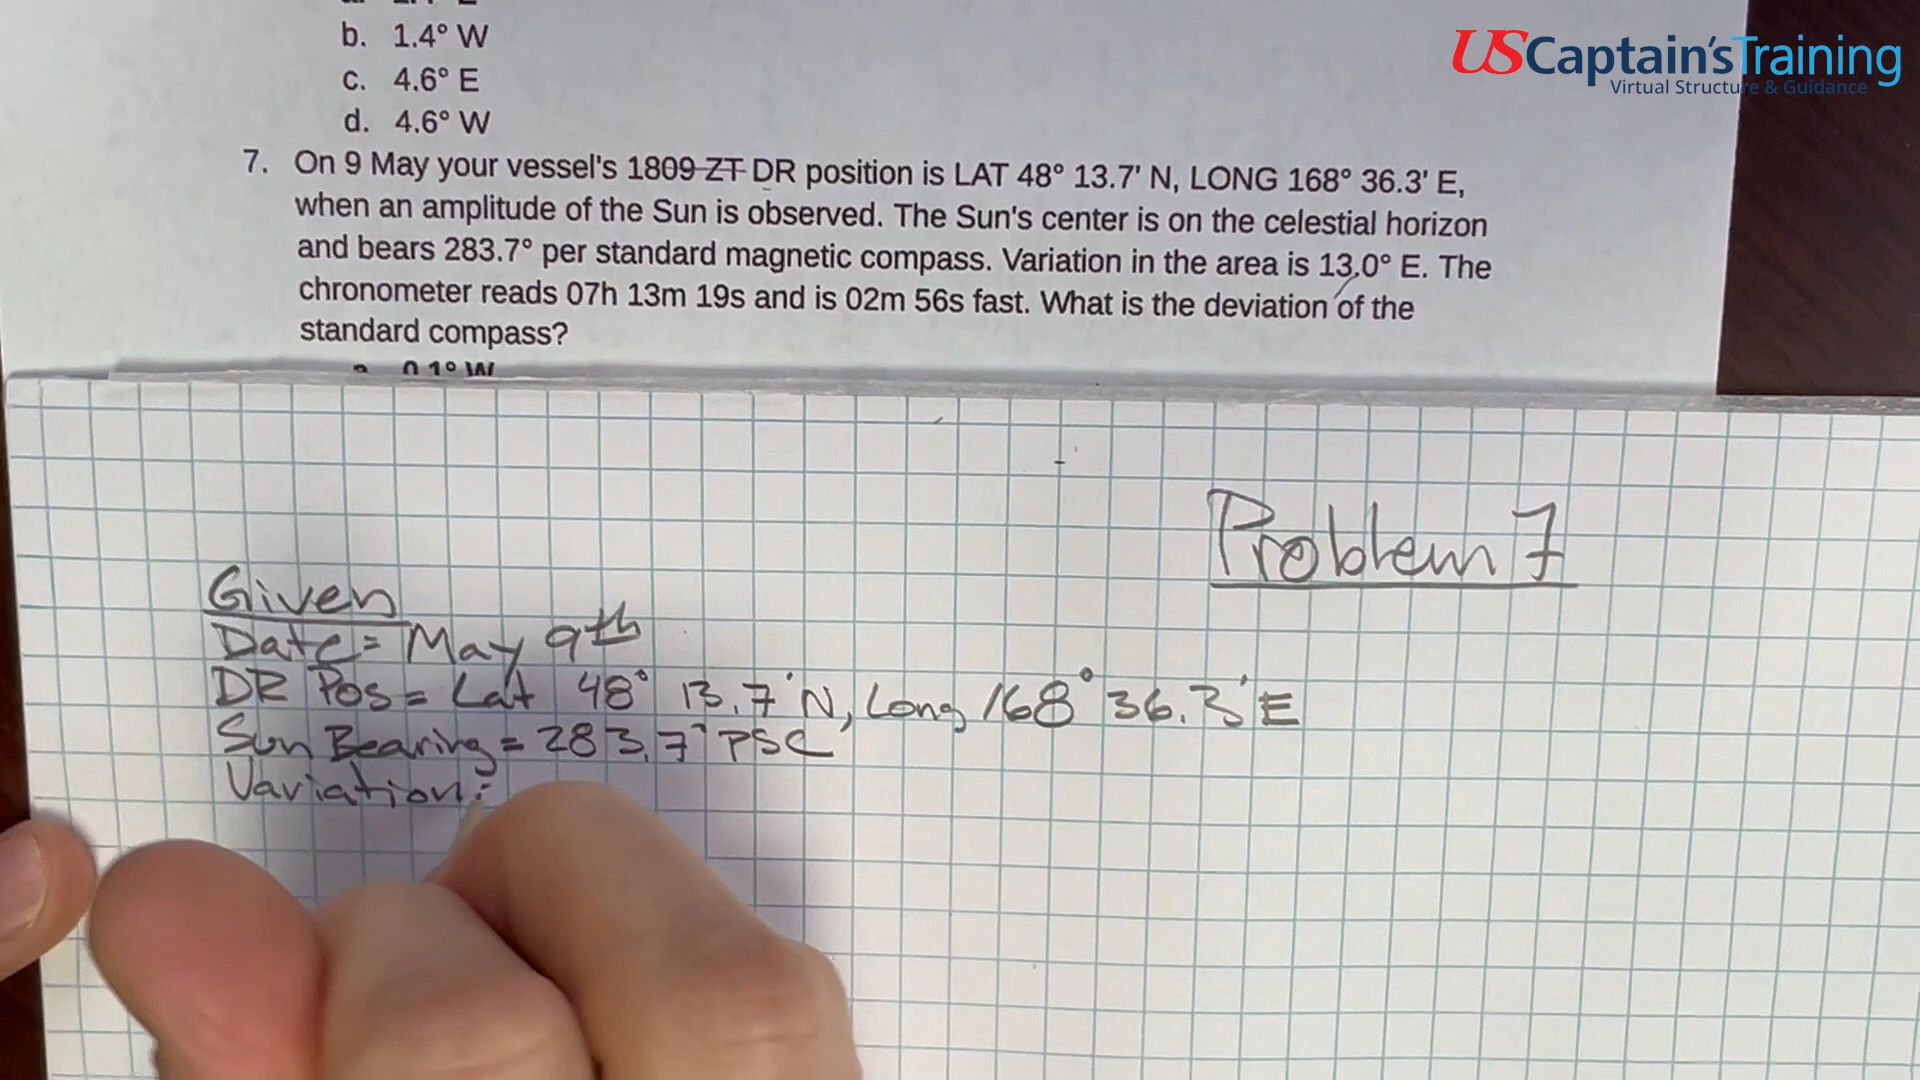 USCaptain'sTraining
Virtual Structure & Guidance
b. 1.4° W
c. 4.6° E
d. 4.6° W
7. On 9 May your vessel's 1809 ZT DR position is LAT 48° 13.7' N, LONG 168° 36.3' E,
when an amplitude of the Sun is observed. The Sun's center is on the celestial horizon
and bears 283.7° per standard magnetic compass. Variation in the area is 13.0° E. The
chronometer reads 07h 13m 19s and is 02m 56s fast. What is the deviation of the
standard compass?
0.1° W
Problem 7
Given
Date = May 9th
DR Pos = Lat 48° 13.7' N, Long 168° 36.3' E
Sun Bearing = 283.7° PSC
Variation =